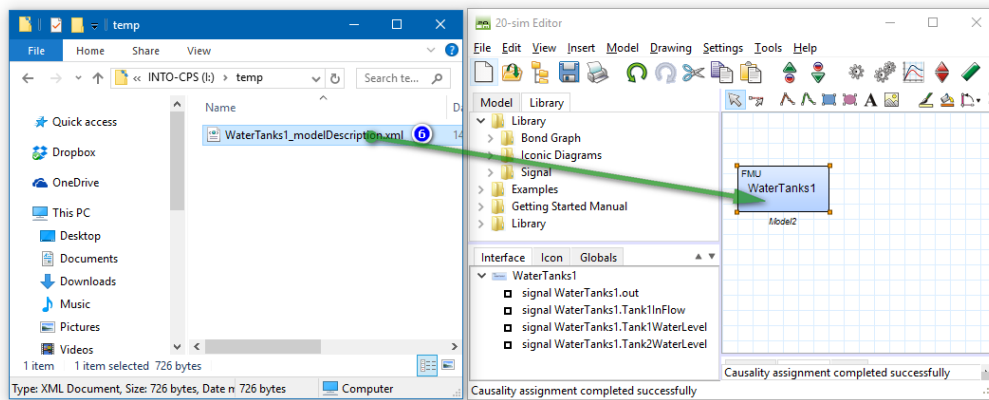 temp
File Home Share View
« INTO-CPS (I:) › temp
Search te...
Name
Da
Quick access
WaterTanks1_modelDescription.xml 6 14
Dropbox
OneDrive
This PC
Desktop
Documents
Downloads
Music
Pictures
Videos
1 item 1 item selected 726 bytes
Type: XML Document, Size: 726 bytes, Date n 726 bytes Computer
20-sim Editor
File Edit View Insert Model Drawing Settings Tools Help
Model Library
Library
Bond Graph
Iconic Diagrams
Signal
Examples
Getting Started Manual
Library
Interface Icon Globals
WaterTanks1
signal WaterTanks1.out
signal WaterTanks1.Tank1InFlow
signal WaterTanks1.Tank1WaterLevel
signal WaterTanks1.Tank2WaterLevel
A
FMU
WaterTanks1
Model2
Causality assignment completed successfully
Causality assignment completed successfully